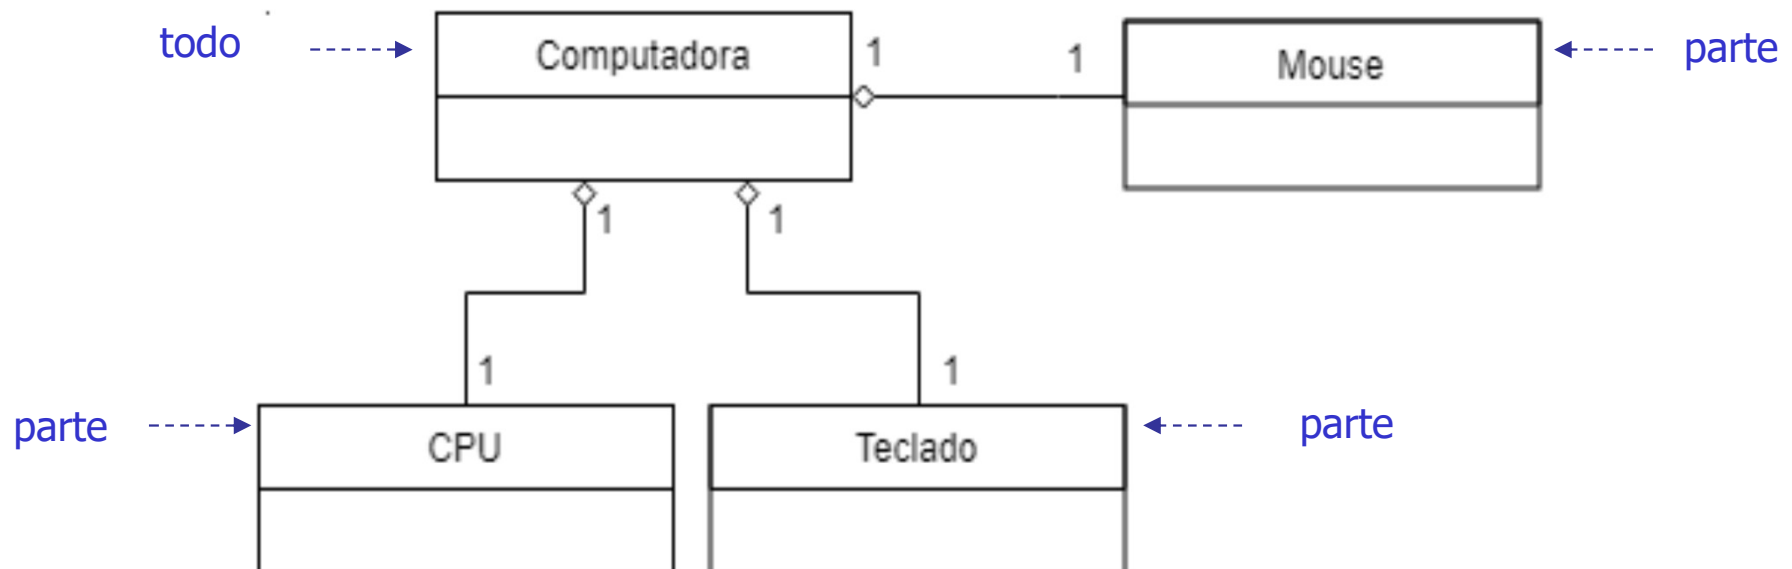 todo
Computadora
1
1
Mouse
parte
1
1
1
1
parte
CPU
Teclado
parte